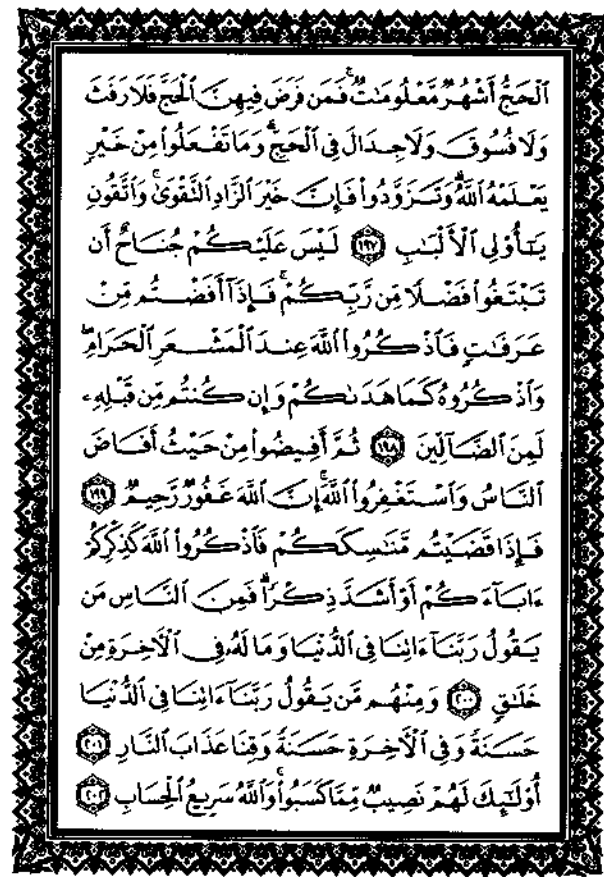 ٱلْحَجُّ أَشْهُرٌ مَّعْلُومَٰتٌ ۚ فَمَن فَرَضَ فِيهِنَّ ٱلْحَجَّ فَلَا رَفَثَ
وَلَا فُسُوقَ وَلَا جِدَالَ فِى ٱلْحَجِّ ۗ وَمَا تَفْعَلُوا۟ مِنْ خَيْرٍ
يَعْلَمْهُ ٱللَّهُ ۗ وَتَزَوَّدُوا۟ فَإِنَّ خَيْرَ ٱلزَّادِ ٱلتَّقْوَىٰ ۚ وَٱتَّقُونِ
يَٰٓأُو۟لِى ٱلْأَلْبَٰبِ ١٩٧ لَيْسَ عَلَيْكُمْ جُنَاحٌ أَن
تَبْتَغُوا۟ فَضْلًا مِّن رَّبِّكُمْ ۚ فَإِذَآ أَفَضْتُم مِّنْ
عَرَفَٰتٍ فَٱذْكُرُوا۟ ٱللَّهَ عِندَ ٱلْمَشْعَرِ ٱلْحَرَامِ ۖ
وَٱذْكُرُوهُ كَمَا هَدَىٰكُمْ وَإِن كُنتُم مِّن قَبْلِهِۦ
لَمِنَ ٱلضَّآلِّينَ ١٩٨ ثُمَّ أَفِيضُوا۟ مِنْ حَيْثُ أَفَاضَ
ٱلنَّاسُ وَٱسْتَغْفِرُوا۟ ٱللَّهَ ۚ إِنَّ ٱللَّهَ غَفُورٌ رَّحِيمٌ ١٩٩
فَإِذَا قَضَيْتُم مَّنَٰسِكَكُمْ فَٱذْكُرُوا۟ ٱللَّهَ كَذِكْرِكُمْ
ءَابَآءَكُمْ أَوْ أَشَدَّ ذِكْرًا ۗ فَمِنَ ٱلنَّاسِ مَن
يَقُولُ رَبَّنَآ ءَاتِنَا فِى ٱلدُّنْيَا وَمَا لَهُۥ فِى ٱلْءَاخِرَةِ مِنْ
خَلَٰقٍ ٢٠٠ وَمِنْهُم مَّن يَقُولُ رَبَّنَآ ءَاتِنَا فِى ٱلدُّنْيَا
حَسَنَةً وَفِى ٱلْءَاخِرَةِ حَسَنَةً وَقِنَا عَذَابَ ٱلنَّارِ ٢٠١
أُو۟لَٰٓئِكَ لَهُمْ نَصِيبٌ مِّمَّا كَسَبُوا۟ ۚ وَٱللَّهُ سَرِيعُ ٱلْحِسَابِ ٢٠٢